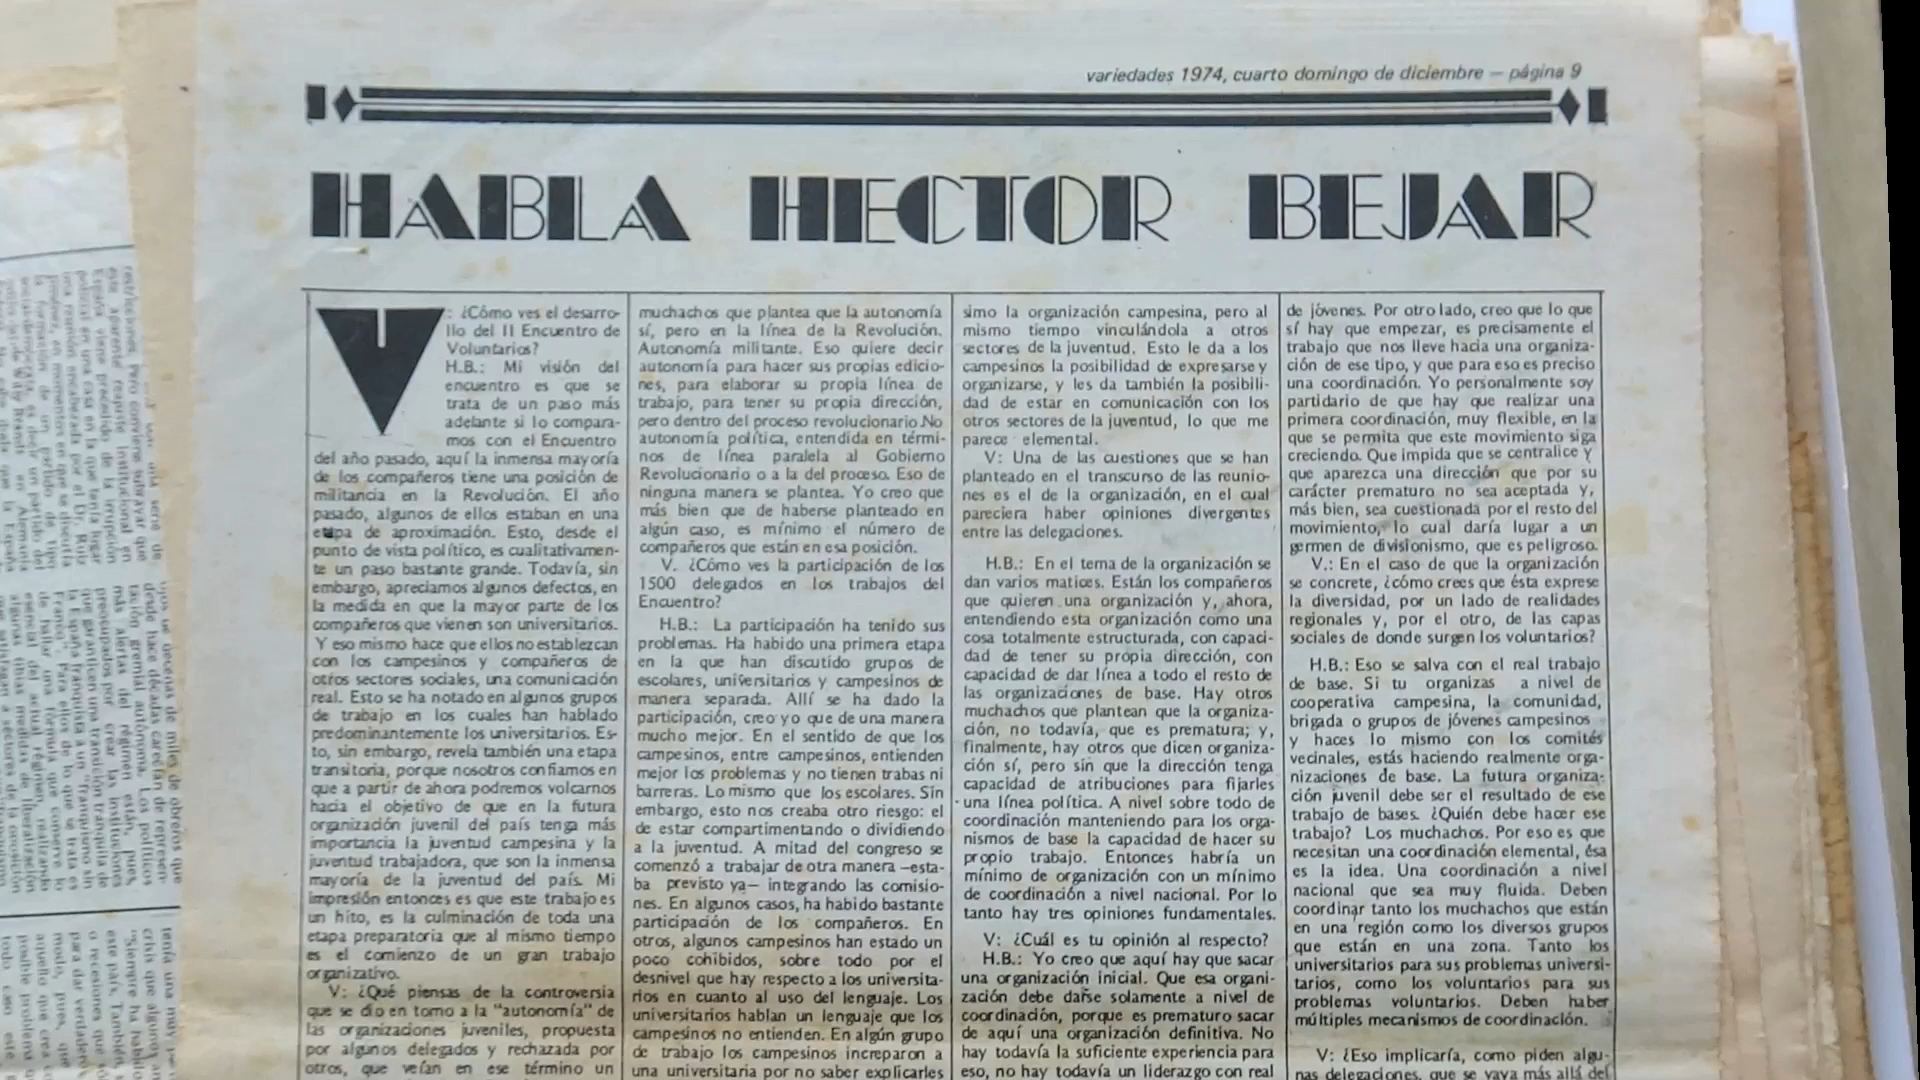 variedades 1974, cuarto domingo de diciembre — página 9
HABLA HECTOR BEJAR
V: ¿Cómo ves el desarro-
llo del II Encuentro de
Voluntarios?
H.B.: Mi visión del
encuentro es que se
trata de un paso más
adelante si lo compara-
mos con el Encuentro
del año pasado, aquí la inmensa mayoría
de los compañeros tiene una posición de
militancia en la Revolución. El año
pasado, algunos de ellos estaban en una
etapa de aproximación. Esto, desde el
punto de vista político, es cualitativamen-
te un paso bastante grande. Todavía, sin
embargo, apreciamos algunos defectos, en
la medida en que la mayor parte de los
compañeros que vienen son universitarios.
Y eso mismo hace que ellos no establezcan
con los campesinos y compañeros de
otros sectores sociales, una comunicación
real. Esto se ha notado en algunos grupos
de trabajo en los cuales han hablado
predominantemente los universitarios. Es-
to, sin embargo, revela también una etapa
transitoria, porque nosotros confiamos en
que a partir de ahora podremos volcarnos
hacia el objetivo de que en la futura
organización juvenil del país tenga más
importancia la juventud campesina y la
juventud trabajadora, que son la inmensa
mayoría de la juventud del país. Mi
impresión entonces es que este trabajo es
un hito, es la culminación de toda una
etapa preparatoria que al mismo tiempo
es el comienzo de un gran trabajo
organizativo.
V: ¿Qué piensas de la controversia
que se dio en torno a la "autonomía" de
las organizaciones juveniles, propuesta
por algunos delegados y rechazada por
otros, que veían en ese término un
muchachos que plantea que la autonomía
sí, pero en la línea de la Revolución.
Autonomía militante. Eso quiere decir
autonomía para hacer sus propias edicio-
nes, para elaborar su propia línea de
trabajo, para tener su propia dirección,
pero dentro del proceso revolucionario.No
autonomía política, entendida en térmi-
nos de línea paralela al Gobierno
Revolucionario o a la del proceso. Eso de
ninguna manera se plantea. Yo creo que
más bien que de haberse planteado en
algún caso, es mínimo el número de
compañeros que están en esa posición.
V. ¿Cómo ves la participación de los
1500 delegados en los trabajos del
Encuentro?
H.B.: La participación ha tenido sus
problemas. Ha habido una primera etapa
en la que han discutido grupos de
escolares, universitarios y campesinos de
manera separada. Allí se ha dado la
participación, creo yo que de una manera
mucho mejor. En el sentido de que los
campesinos, entre campesinos, entienden
mejor los problemas y no tienen trabas ni
barreras. Lo mismo que los escolares. Sin
embargo, esto nos creaba otro riesgo: el
de estar compartimentando o dividiendo
a la juventud. A mitad del congreso se
comenzó a trabajar de otra manera —esta-
ba previsto ya— integrando las comisio-
nes. En algunos casos, ha habido bastante
participación de los compañeros. En
otros, algunos campesinos han estado un
poco cohibidos, sobre todo por el
desnivel que hay respecto a los universita-
rios en cuanto al uso del lenguaje. Los
universitarios hablan un lenguaje que los
campesinos no entienden. En algún grupo
de trabajo los campesinos increparon a
una universitaria por no saber explicarles
simo la organización campesina, pero al
mismo tiempo vinculándola a otros
sectores de la juventud. Esto le da a los
campesinos la posibilidad de expresarse y
organizarse, y les da también la posibili-
dad de estar en comunicación con los
otros sectores de la juventud, lo que me
parece elemental.
V: Una de las cuestiones que se han
planteado en el transcurso de las reunio-
nes es el de la organización, en el cual
pareciera haber opiniones divergentes
entre las delegaciones.
H.B.: En el tema de la organización se
dan varios matices. Están los compañeros
que quieren una organización y, ahora,
entendiendo esta organización como una
cosa totalmente estructurada, con capaci-
dad de tener su propia dirección, con
capacidad de dar línea a todo el resto de
las organizaciones de base. Hay otros
muchachos que plantean que la organiza-
ción, no todavía, que es prematura; y,
finalmente, hay otros que dicen organiza-
ción sí, pero sin que la dirección tenga
capacidad de atribuciones para fijarles
una línea política. A nivel sobre todo de
coordinación manteniendo para los orga-
nismos de base la capacidad de hacer su
propio trabajo. Entonces habría un
mínimo de organización con un mínimo
de coordinación a nivel nacional. Por lo
tanto hay tres opiniones fundamentales.
V: ¿Cuál es tu opinión al respecto?
H.B.: Yo creo que aquí hay que sacar
una organización inicial. Que esa organi-
zación debe darse solamente a nivel de
coordinación, porque es prematuro sacar
de aquí una organización definitiva. No
hay todavía la suficiente experiencia para
eso, no hay todavía un liderazgo con real
de jóvenes. Por otro lado, creo que lo que
sí hay que empezar, es precisamente el
trabajo que nos lleve hacia una organiza-
ción de ese tipo, y que para eso es preciso
una coordinación. Yo personalmente soy
partidario de que hay que realizar una
primera coordinación, muy flexible, en la
que se permita que este movimiento siga
creciendo. Que impida que se centralice y
que aparezca una dirección que por su
carácter prematuro no sea aceptada y,
más bien, sea cuestionada por el resto del
movimiento, lo cual daría lugar a un
germen de divisionismo, que es peligroso.
V.: En el caso de que la organización
se concrete, ¿cómo crees que ésta exprese
la diversidad, por un lado de realidades
regionales y, por el otro, de las capas
sociales de donde surgen los voluntarios?
H.B.: Eso se salva con el real trabajo
de base. Si tu organizas a nivel de
cooperativa campesina, la comunidad,
brigada o grupos de jóvenes campesinos
y haces lo mismo con los comités
vecinales, estás haciendo realmente orga-
nizaciones de base. La futura organiza-
ción juvenil debe ser el resultado de ese
trabajo de bases. ¿Quién debe hacer ese
trabajo? Los muchachos. Por eso es que
necesitan una coordinación elemental, ésa
es la idea. Una coordinación a nivel
nacional que sea muy fluida. Deben
coordinar tanto los muchachos que están
en una región como los diversos grupos
que están en una zona. Tanto los
universitarios para sus problemas universi-
tarios, como los voluntarios para sus
problemas voluntarios. Deben haber
múltiples mecanismos de coordinación.
V: ¿Eso implicaría, como piden algu-
nas delegaciones, que se vaya más allá del